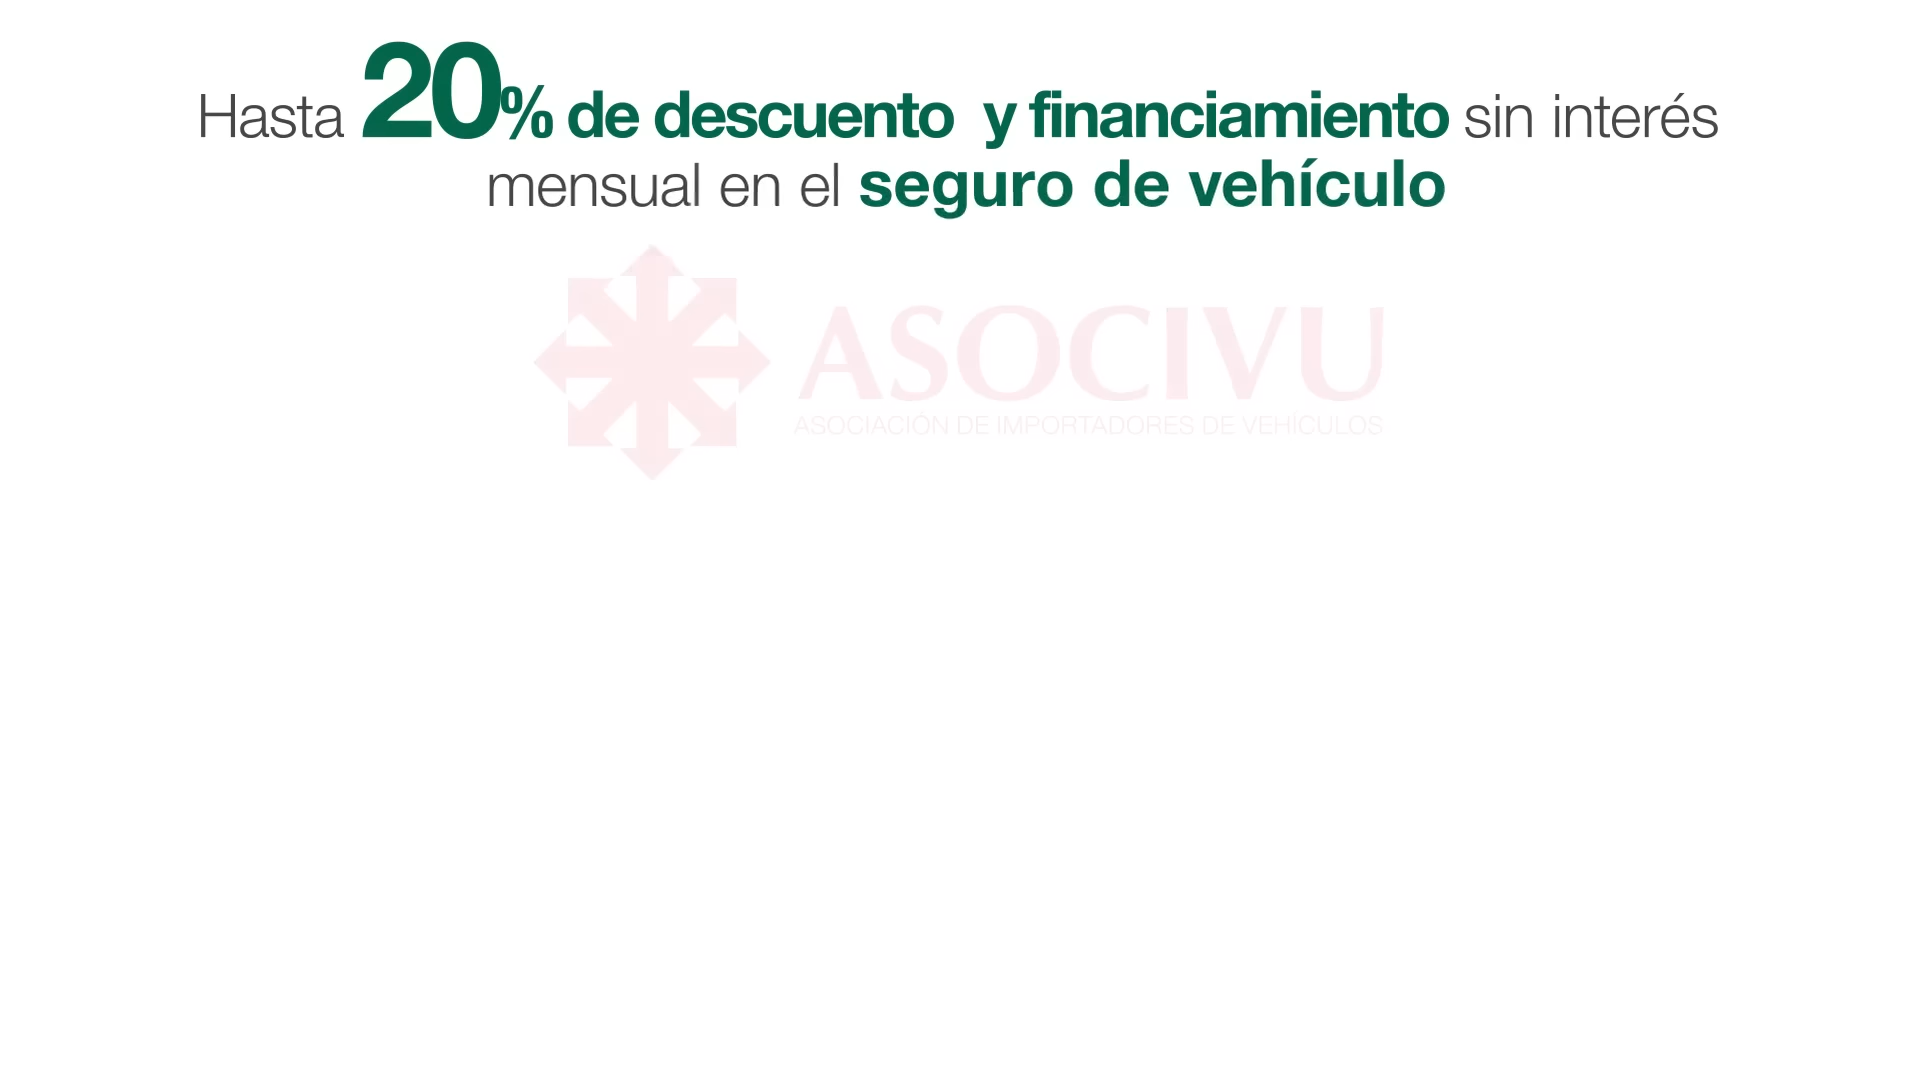 Hasta 20% de descuento y financiamiento sin interés
mensual en el seguro de vehículo
ASOCIVU
ASOCIACIÓN DE IMPORTADORES DE VEHÍCULOS